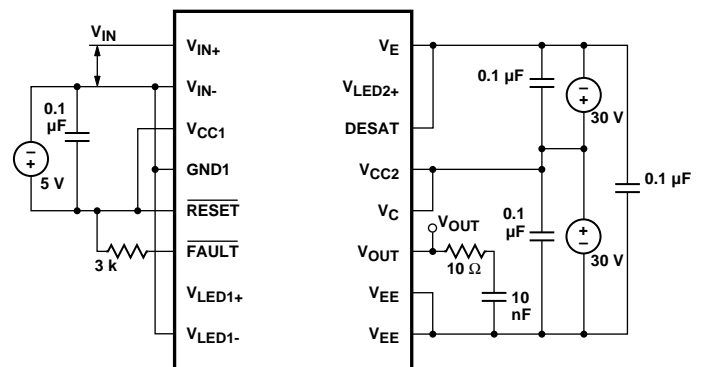 VIN
VIN+
VIN-
VCC1
GND1
RESET
FAULT
VLED1+
VLED1-
0.1
µF
− +
5 V
3 k
VE
VLED2+
DESAT
VCC2
VC
VOUT
VEE
VEE
VOUT
10 Ω
10
nF
0.1 µF
− +
30 V
0.1
µF
+ −
30 V
0.1 µF